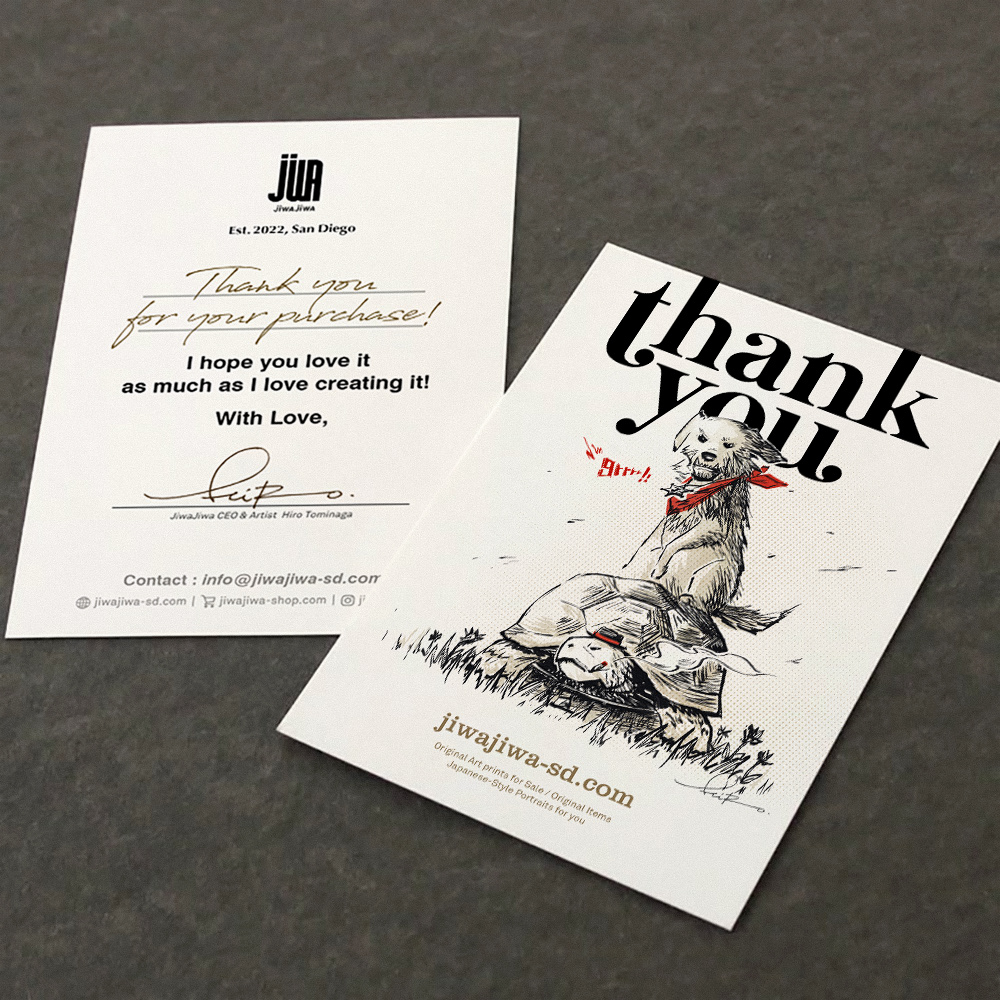 jiwa
JiwaJiwa
Est. 2022, San Diego
Thank you
for your purchase!
I hope you love it
as much as I love creating it!
With Love,
JiwaJiwa CEO & Artist Hiro Tominaga
Contact : info@jiwajiwa-sd.com
jiwajiwa-sd.com | jiwajiwa-shop.com |
thank
you
grrrr!!
jiwajiwa-sd.com
Original Art prints for Sale / Original Items
Japanese-Style Portraits for you